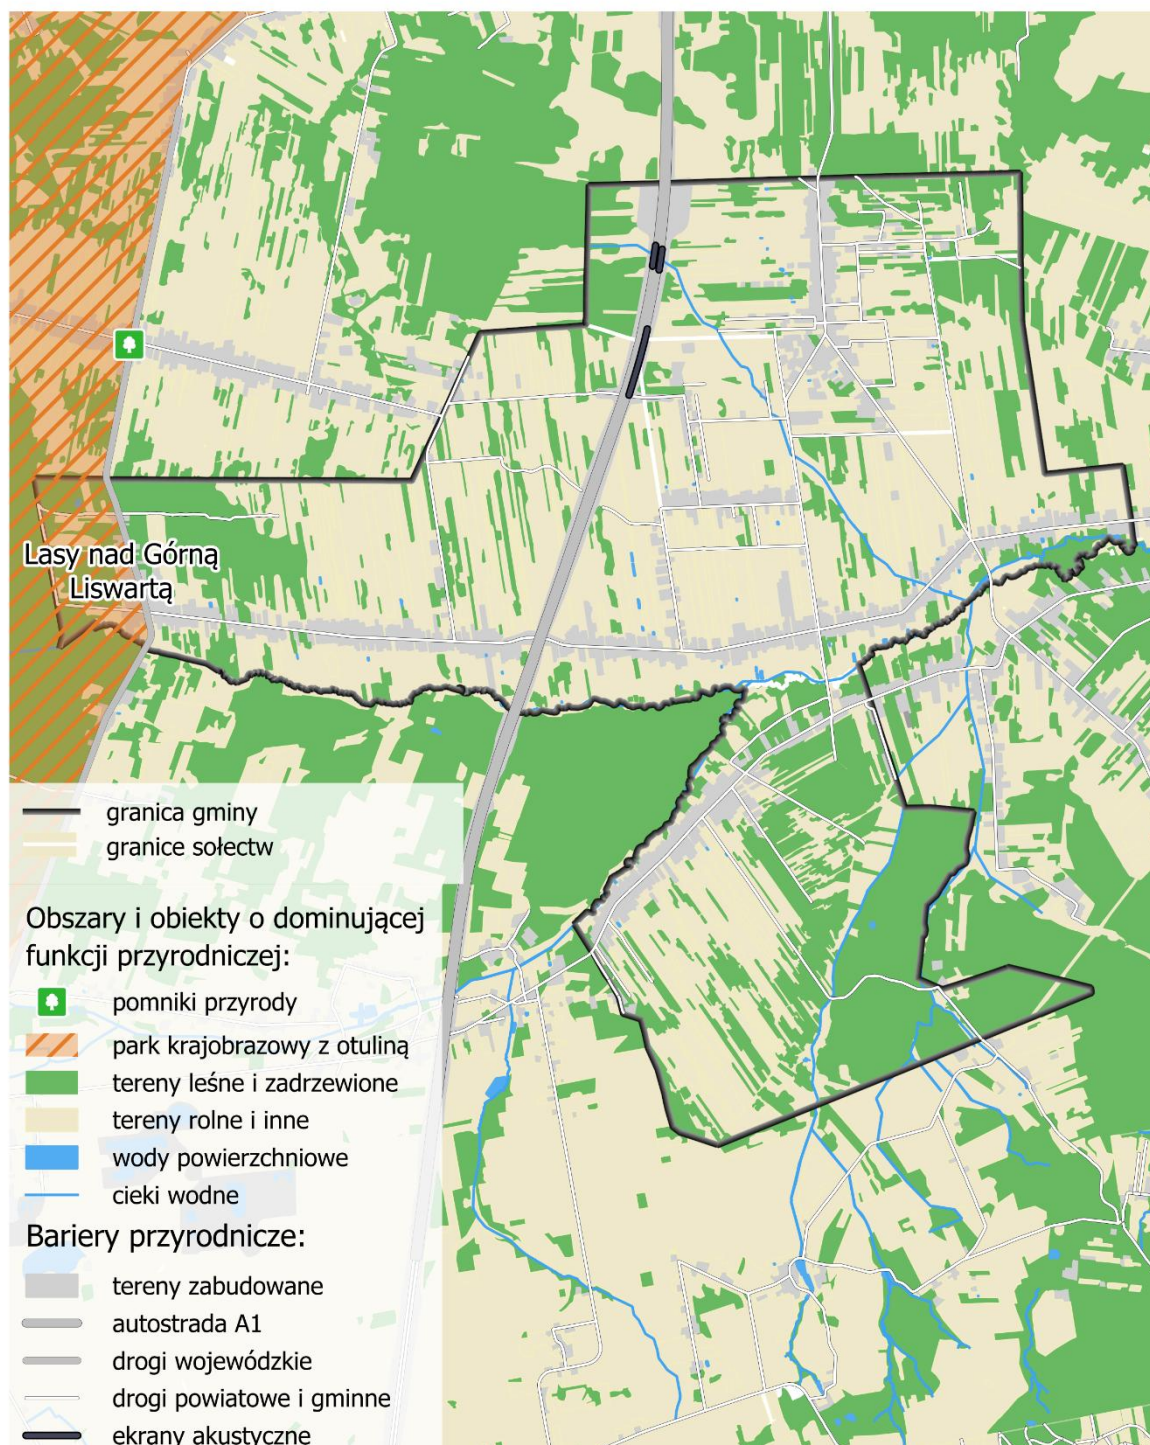 Lasy nad Górną
Liswartą
granica gminy
granice sołectw
Obszary i obiekty o dominującej
funkcji przyrodniczej:
pomniki przyrody
park krajobrazowy z otuliną
tereny leśne i zadrzewione
tereny rolne i inne
wody powierzchniowe
cieki wodne
Bariery przyrodnicze:
tereny zabudowane
autostrada A1
drogi wojewódzkie
drogi powiatowe i gminne
ekrany akustyczne